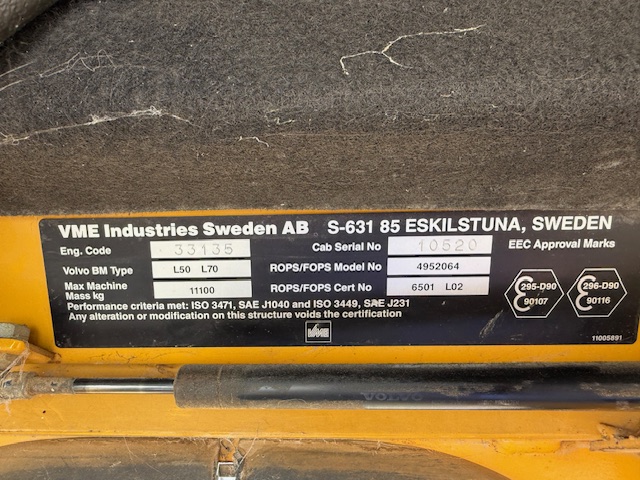 VME Industries Sweden AB S-631 85 ESKILSTUNA, SWEDEN
Eng. Code 33135 Cab Serial No 10520 EEC Approval Marks
Volvo BM Type L50 L70 ROPS/FOPS Model No 4952064
Max Machine Mass kg 11100 ROPS/FOPS Cert No 6501 L02
295-D90
90107
296-D90
90116
Performance criteria met: ISO 3471, SAE J1040 and ISO 3449, SAE J231
Any alteration or modification on this structure voids the certification
VME
11005891
VOLVO